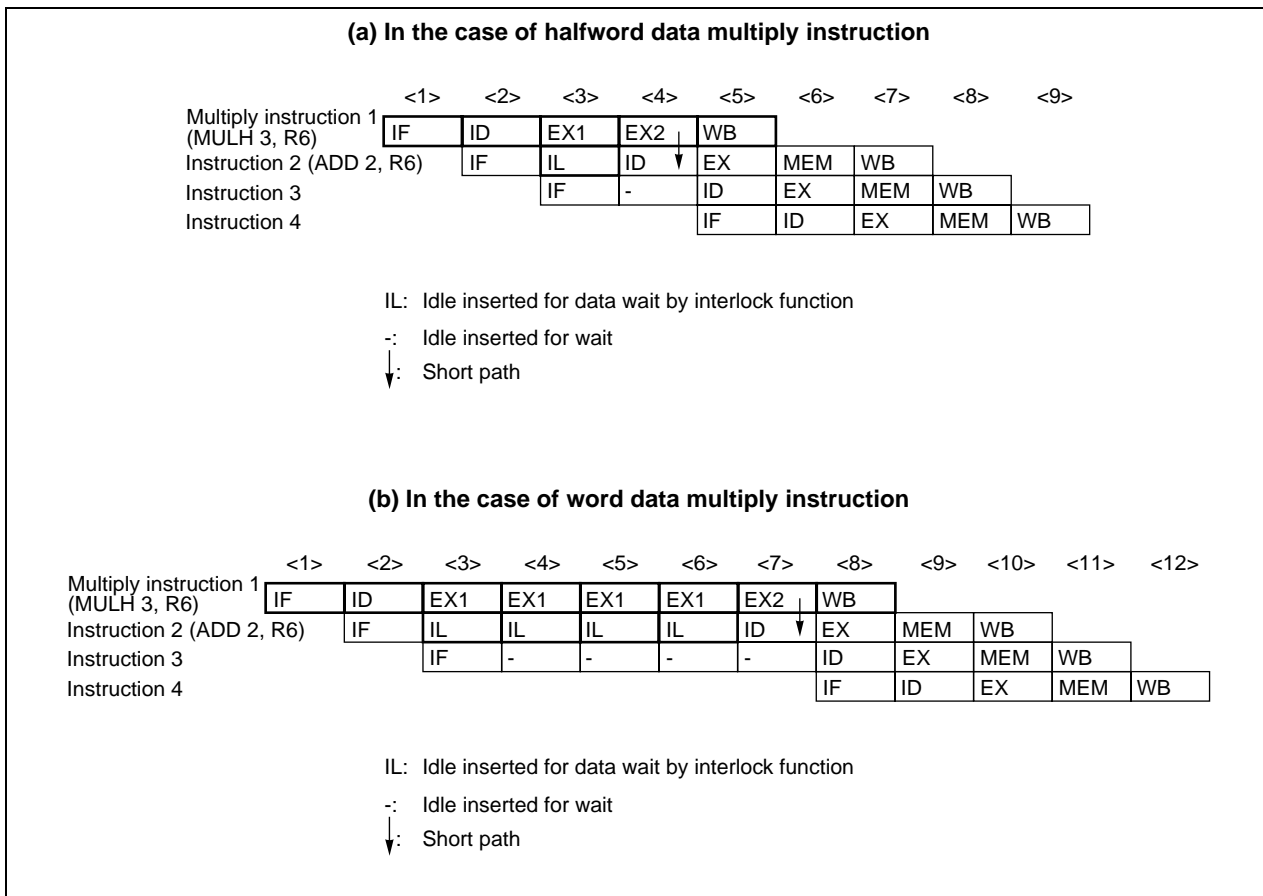 (a) In the case of halfword data multiply instruction
<1> <2> <3> <4> <5> <6> <7> <8> <9>
Multiply instruction 1
(MULH 3, R6) IF ID EX1 EX2 WB
Instruction 2 (ADD 2, R6) IF IL ID EX MEM WB
Instruction 3 IF - ID EX MEM WB
Instruction 4 IF ID EX MEM WB
IL: Idle inserted for data wait by interlock function
-: Idle inserted for wait
: Short path
(b) In the case of word data multiply instruction
<1> <2> <3> <4> <5> <6> <7> <8> <9> <10> <11> <12>
Multiply instruction 1
(MULH 3, R6) IF ID EX1 EX1 EX1 EX1 EX2 WB
Instruction 2 (ADD 2, R6) IF IL IL IL IL ID EX MEM WB
Instruction 3 IF - - - - ID EX MEM WB
Instruction 4 IF ID EX MEM WB
IL: Idle inserted for data wait by interlock function
-: Idle inserted for wait
: Short path